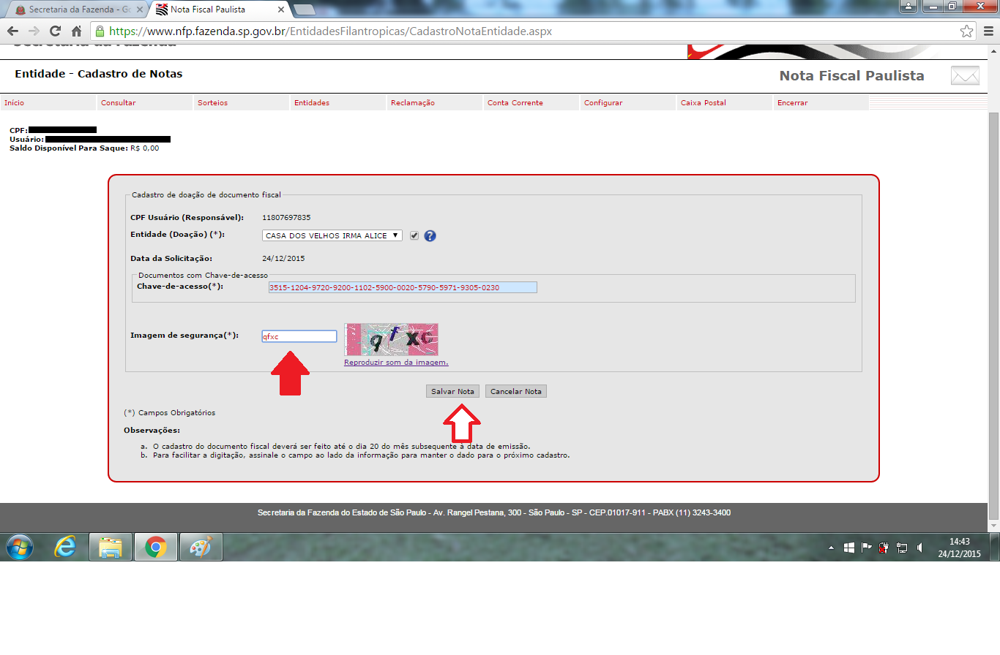 Secretaria da Fazenda - Go
Nota Fiscal Paulista
https://www.nfp.fazenda.sp.gov.br/EntidadesFilantropicas/CadastroNotaEntidade.aspx
Secretaria da Fazenda
Entidade - Cadastro de Notas
Nota Fiscal Paulista
Início Consultar Sorteios Entidades Reclamação Conta Corrente Configurar Caixa Postal Encerrar
CPF:
Usuário:
Saldo Disponível Para Saque: R$ 0,00
Cadastro de doação de documento fiscal
CPF Usuário (Responsável): 11807697835
Entidade (Doação) (*): CASA DOS VELHOS IRMA ALICE
Data da Solicitação: 24/12/2015
Documentos com Chave-de-acesso
Chave-de-acesso(*): 3515-1204-9720-9200-1102-5900-0020-5790-5971-9305-0230
Imagem de segurança(*): qfxc
qfxc
Reproduzir som da imagem.
Salvar Nota Cancelar Nota
(*) Campos Obrigatórios
Observações:
a. O cadastro do documento fiscal deverá ser feito até o dia 20 do mês subsequente à data de emissão.
b. Para facilitar a digitação, assinale o campo ao lado da informação para manter o dado para o próximo cadastro.
Secretaria da Fazenda do Estado de São Paulo - Av. Rangel Pestana, 300 - São Paulo - SP - CEP.01017-911 - PABX (11) 3243-3400
14:43
24/12/2015